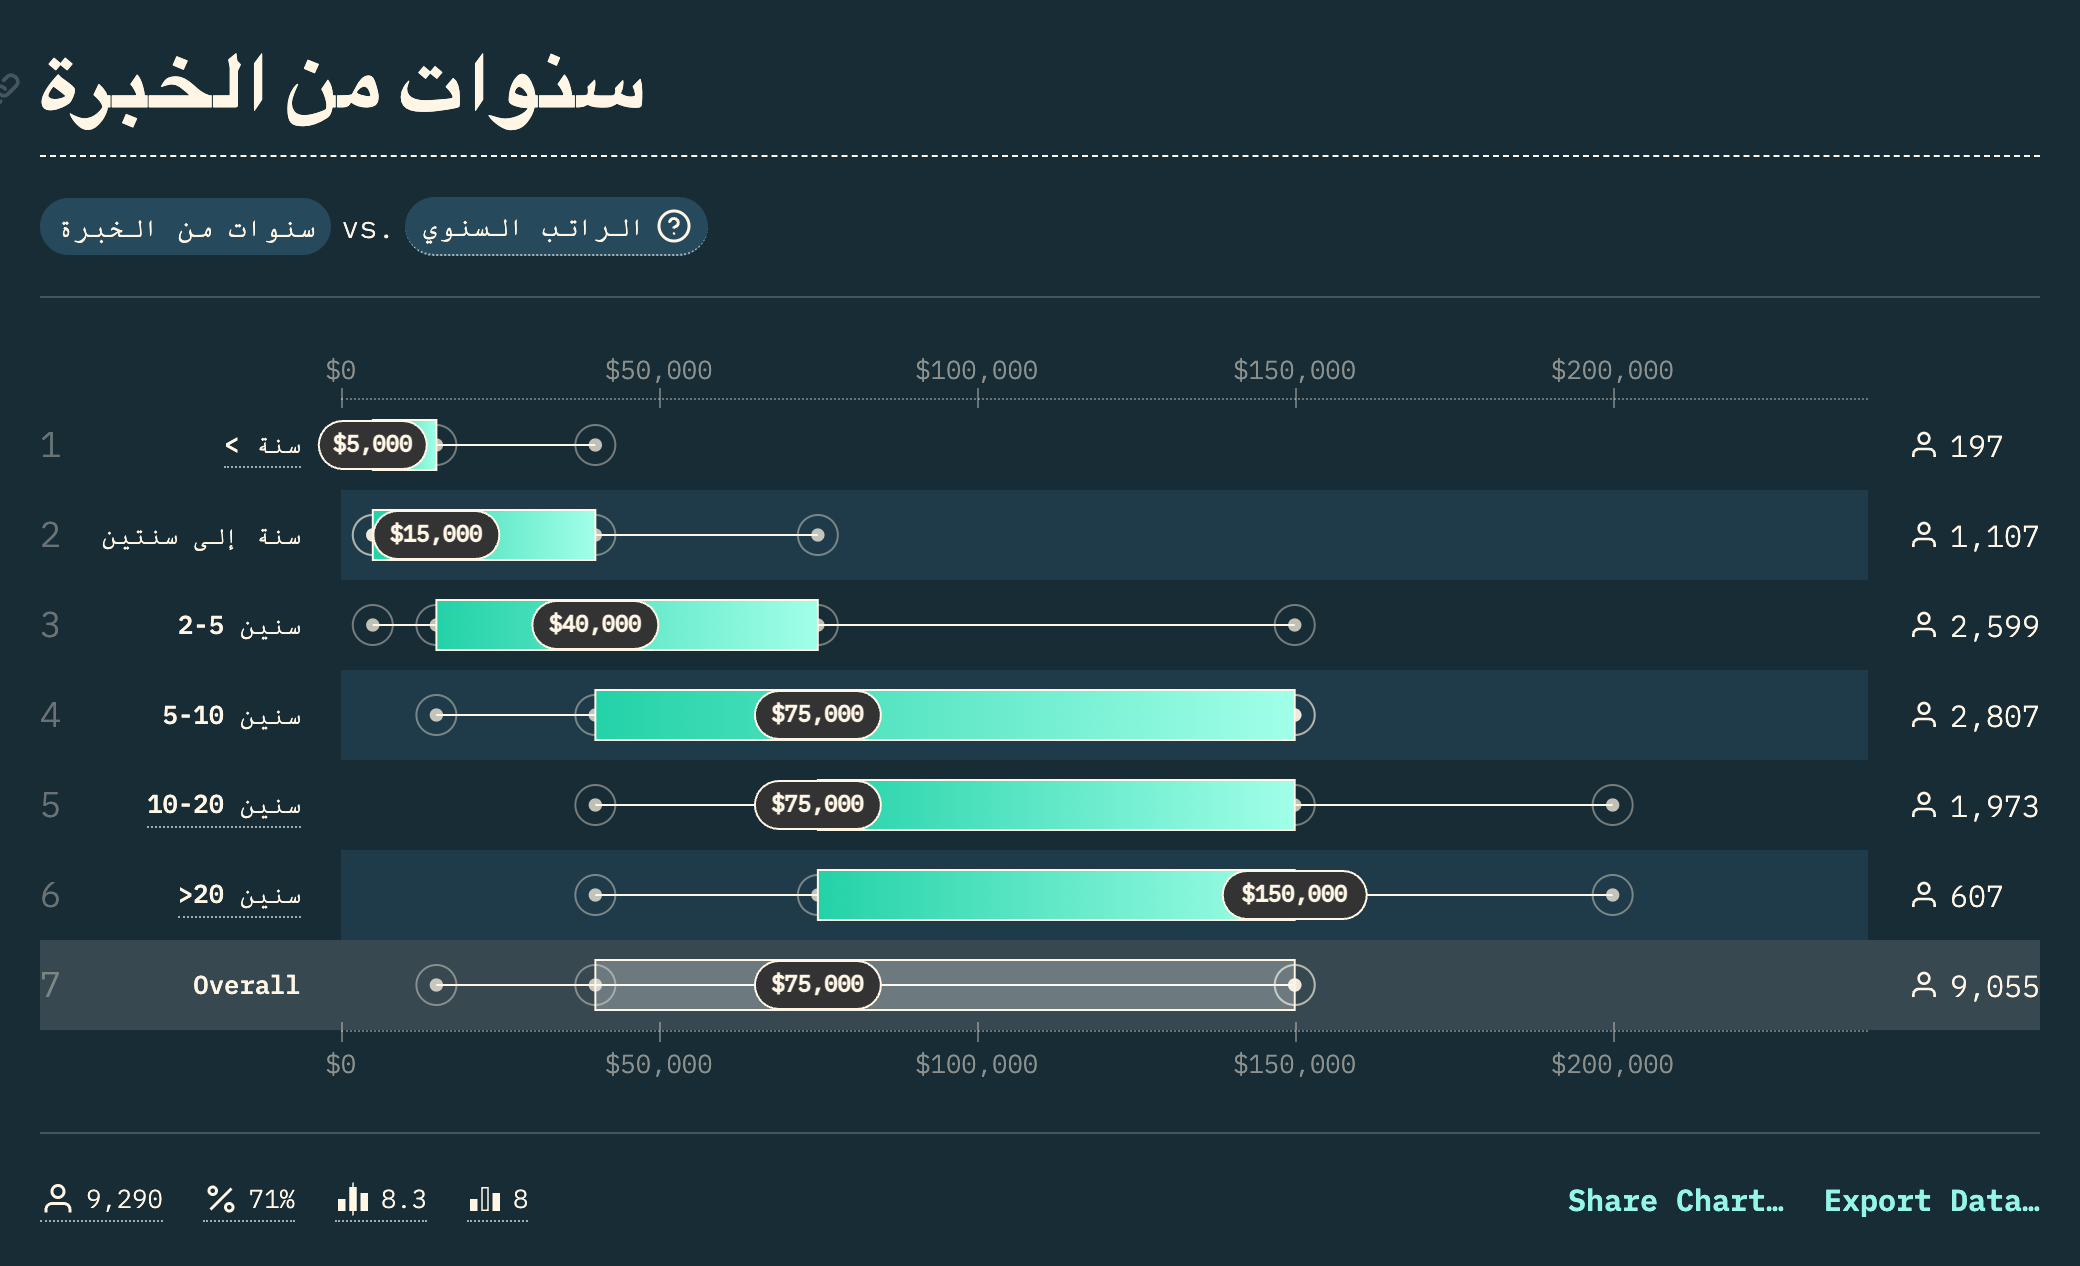 سنوات من الخبرة
سنوات من الخبرة vs. الراتب السنوي ?
$0 $50,000 $100,000 $150,000 $200,000
1 سنة > $5,000 197
2 سنة إلى سنتين $15,000 1,107
3 2-5 سنين $40,000 2,599
4 5-10 سنين $75,000 2,807
5 10-20 سنين $75,000 1,973
6 >20 سنين $150,000 607
7 Overall $75,000 9,055
$0 $50,000 $100,000 $150,000 $200,000
9,290 % 71% 8.3 8 Share Chart… Export Data…